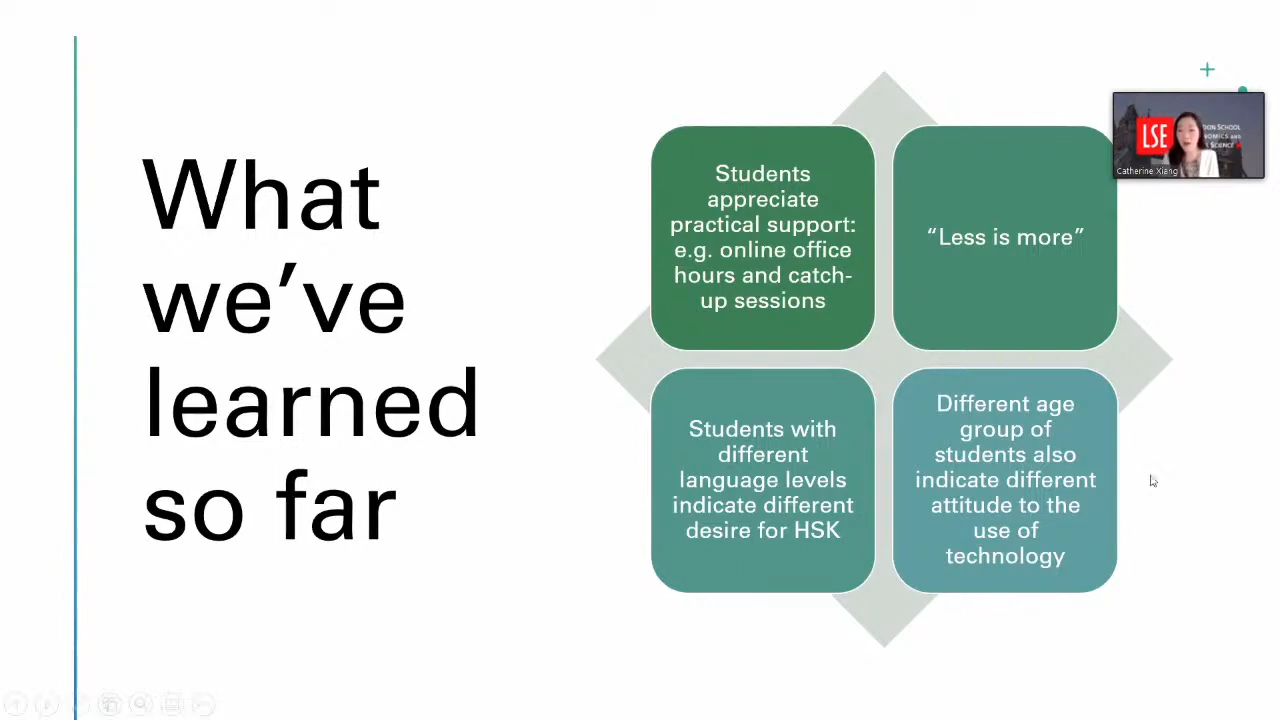 What
we’ve
learned
so far
Students
appreciate
practical support:
e.g. online office
hours and catch-
up sessions
“Less is more”
Students with
different
language levels
indicate different
desire for HSK
Different age
group of
students also
indicate different
attitude to the
use of
technology
LSE
Catherine Xiang